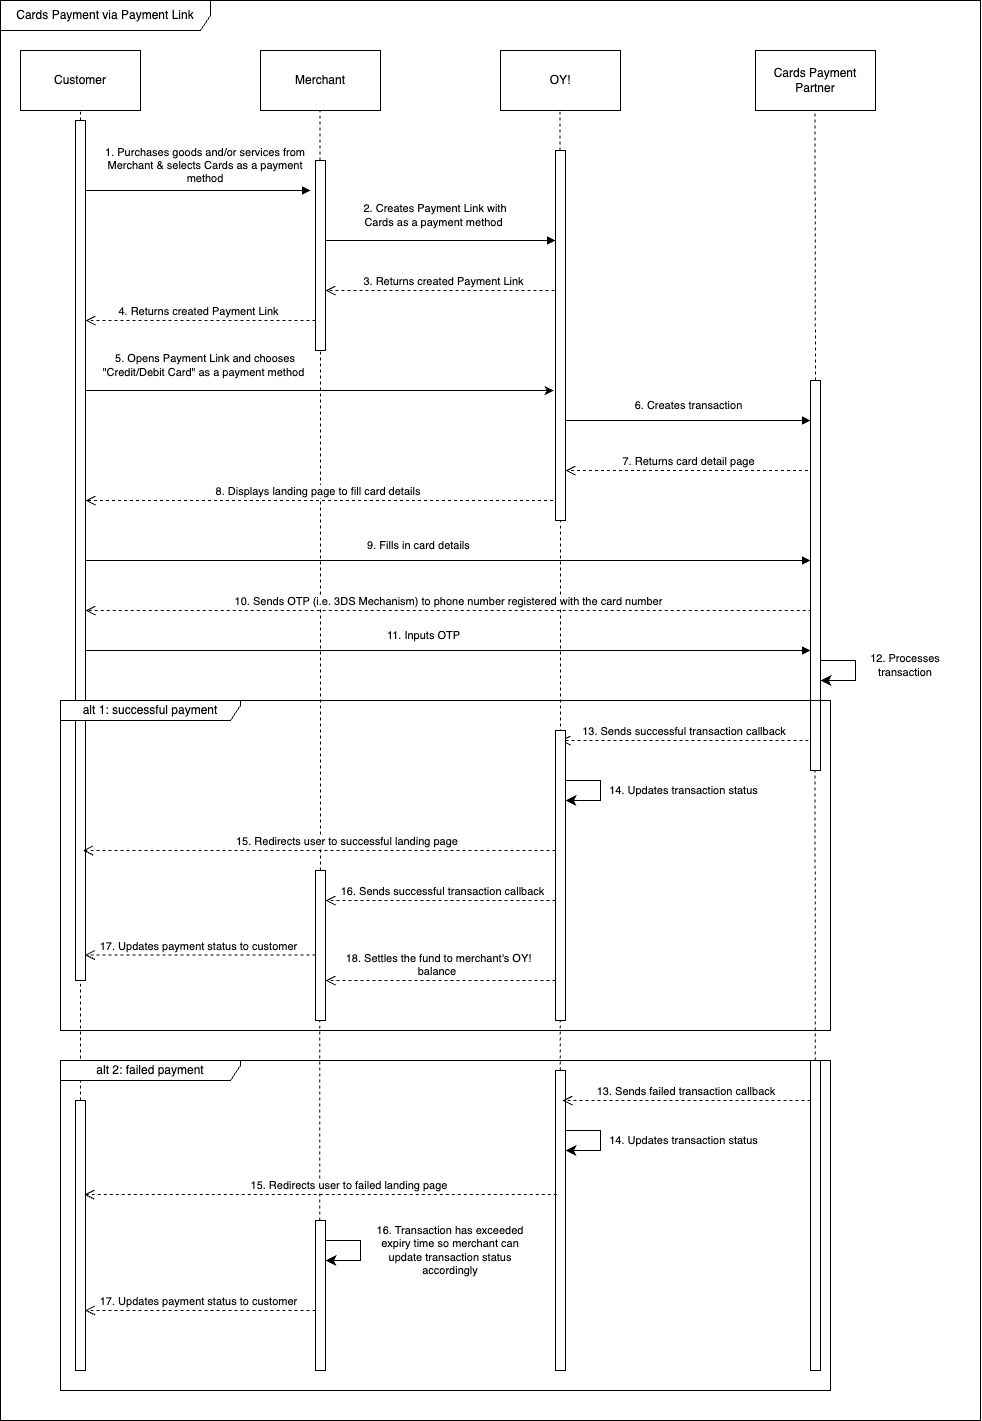 Cards Payment via Payment Link
Customer
Merchant
OY!
Cards Payment
Partner
1. Purchases goods and/or services from
Merchant & selects Cards as a payment
method
2. Creates Payment Link with
Cards as a payment method
3. Returns created Payment Link
4. Returns created Payment Link
5. Opens Payment Link and chooses
"Credit/Debit Card" as a payment method
6. Creates transaction
7. Returns card detail page
8. Displays landing page to fill card details
9. Fills in card details
10. Sends OTP (i.e. 3DS Mechanism) to phone number registered with the card number
11. Inputs OTP
12. Processes
transaction
alt 1: successful payment
13. Sends successful transaction callback
14. Updates transaction status
15. Redirects user to successful landing page
16. Sends successful transaction callback
17. Updates payment status to customer
18. Settles the fund to merchant's OY!
balance
alt 2: failed payment
13. Sends failed transaction callback
14. Updates transaction status
15. Redirects user to failed landing page
16. Transaction has exceeded
expiry time so merchant can
update transaction status
accordingly
17. Updates payment status to customer